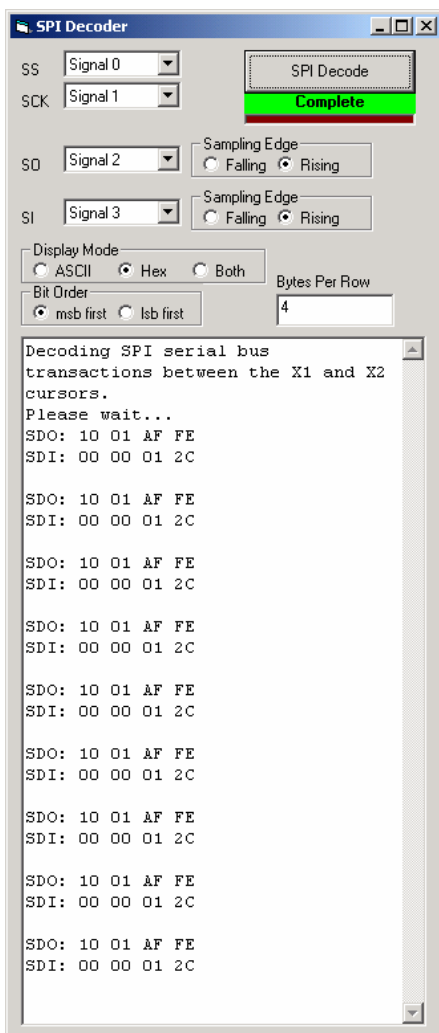 SPI Decoder
SS Signal 0
SPI Decode
SCK Signal 1
Complete
Sampling Edge
SO Signal 2 Falling Rising
Sampling Edge
SI Signal 3 Falling Rising
Display Mode
ASCII Hex Both
Bytes Per Row
Bit Order
msb first lsb first
4
Decoding SPI serial bus
transactions between the X1 and X2
cursors.
Please wait...
SDO: 10 01 AF FE
SDI: 00 00 01 2C
SDO: 10 01 AF FE
SDI: 00 00 01 2C
SDO: 10 01 AF FE
SDI: 00 00 01 2C
SDO: 10 01 AF FE
SDI: 00 00 01 2C
SDO: 10 01 AF FE
SDI: 00 00 01 2C
SDO: 10 01 AF FE
SDI: 00 00 01 2C
SDO: 10 01 AF FE
SDI: 00 00 01 2C
SDO: 10 01 AF FE
SDI: 00 00 01 2C
SDO: 10 01 AF FE
SDI: 00 00 01 2C